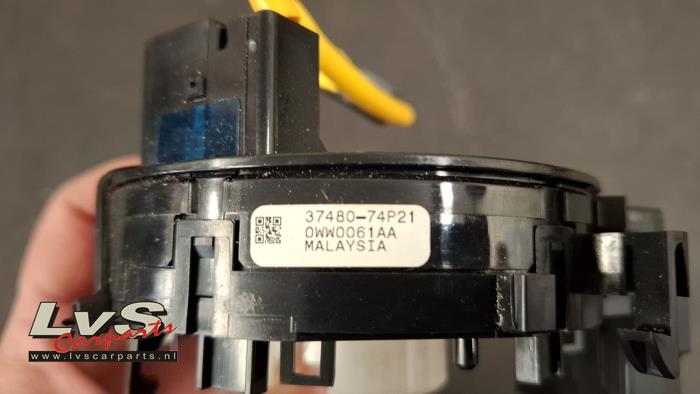 37480-74P21
0WW0061AA
MALAYSIA
LvS
Carparts
www.lvscarparts.nl